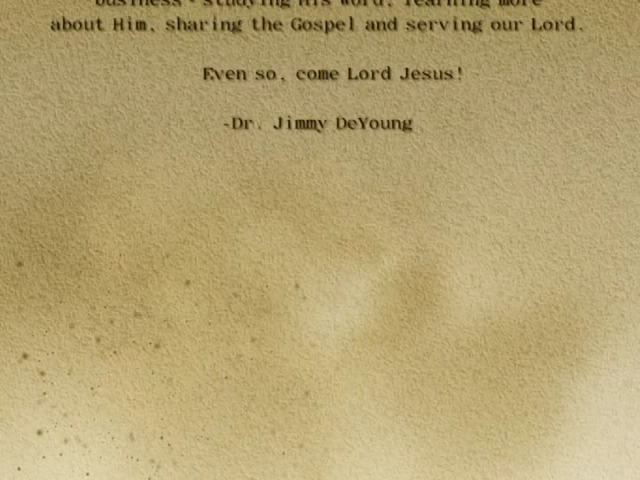 business - studying His Word, learning more
about Him, sharing the Gospel and serving our Lord.
Even so, come Lord Jesus!
-Dr. Jimmy DeYoung